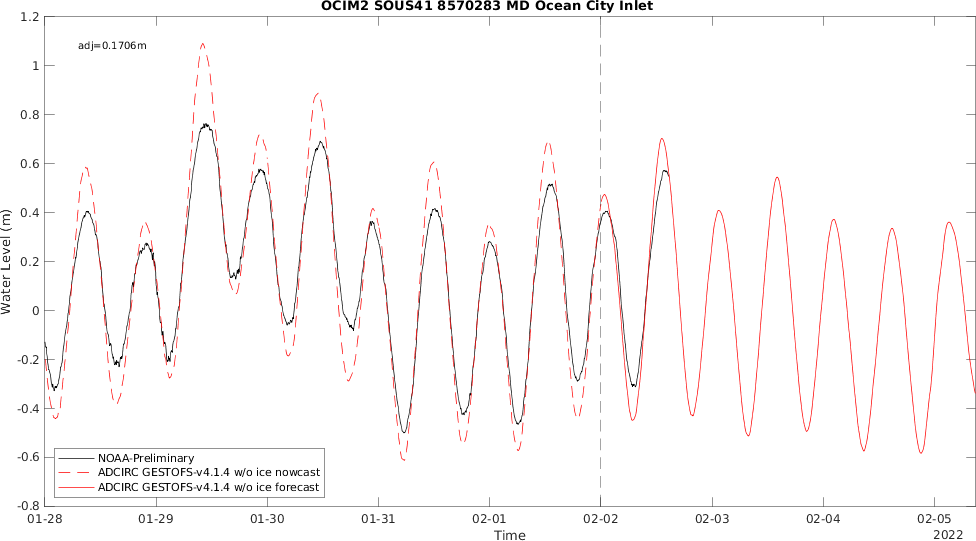 OCIM2 SOUS41 8570283 MD Ocean City Inlet
1.2
1
0.8
0.6
0.4
0.2
0
-0.2
-0.4
-0.6
-0.8
Water Level (m)
adj=0.1706m
NOAA-Preliminary
ADCIRC GESTOFS-v4.1.4 w/o ice nowcast
ADCIRC GESTOFS-v4.1.4 w/o ice forecast
01-28 01-29 01-30 01-31 02-01 02-02 02-03 02-04 02-05
Time
2022